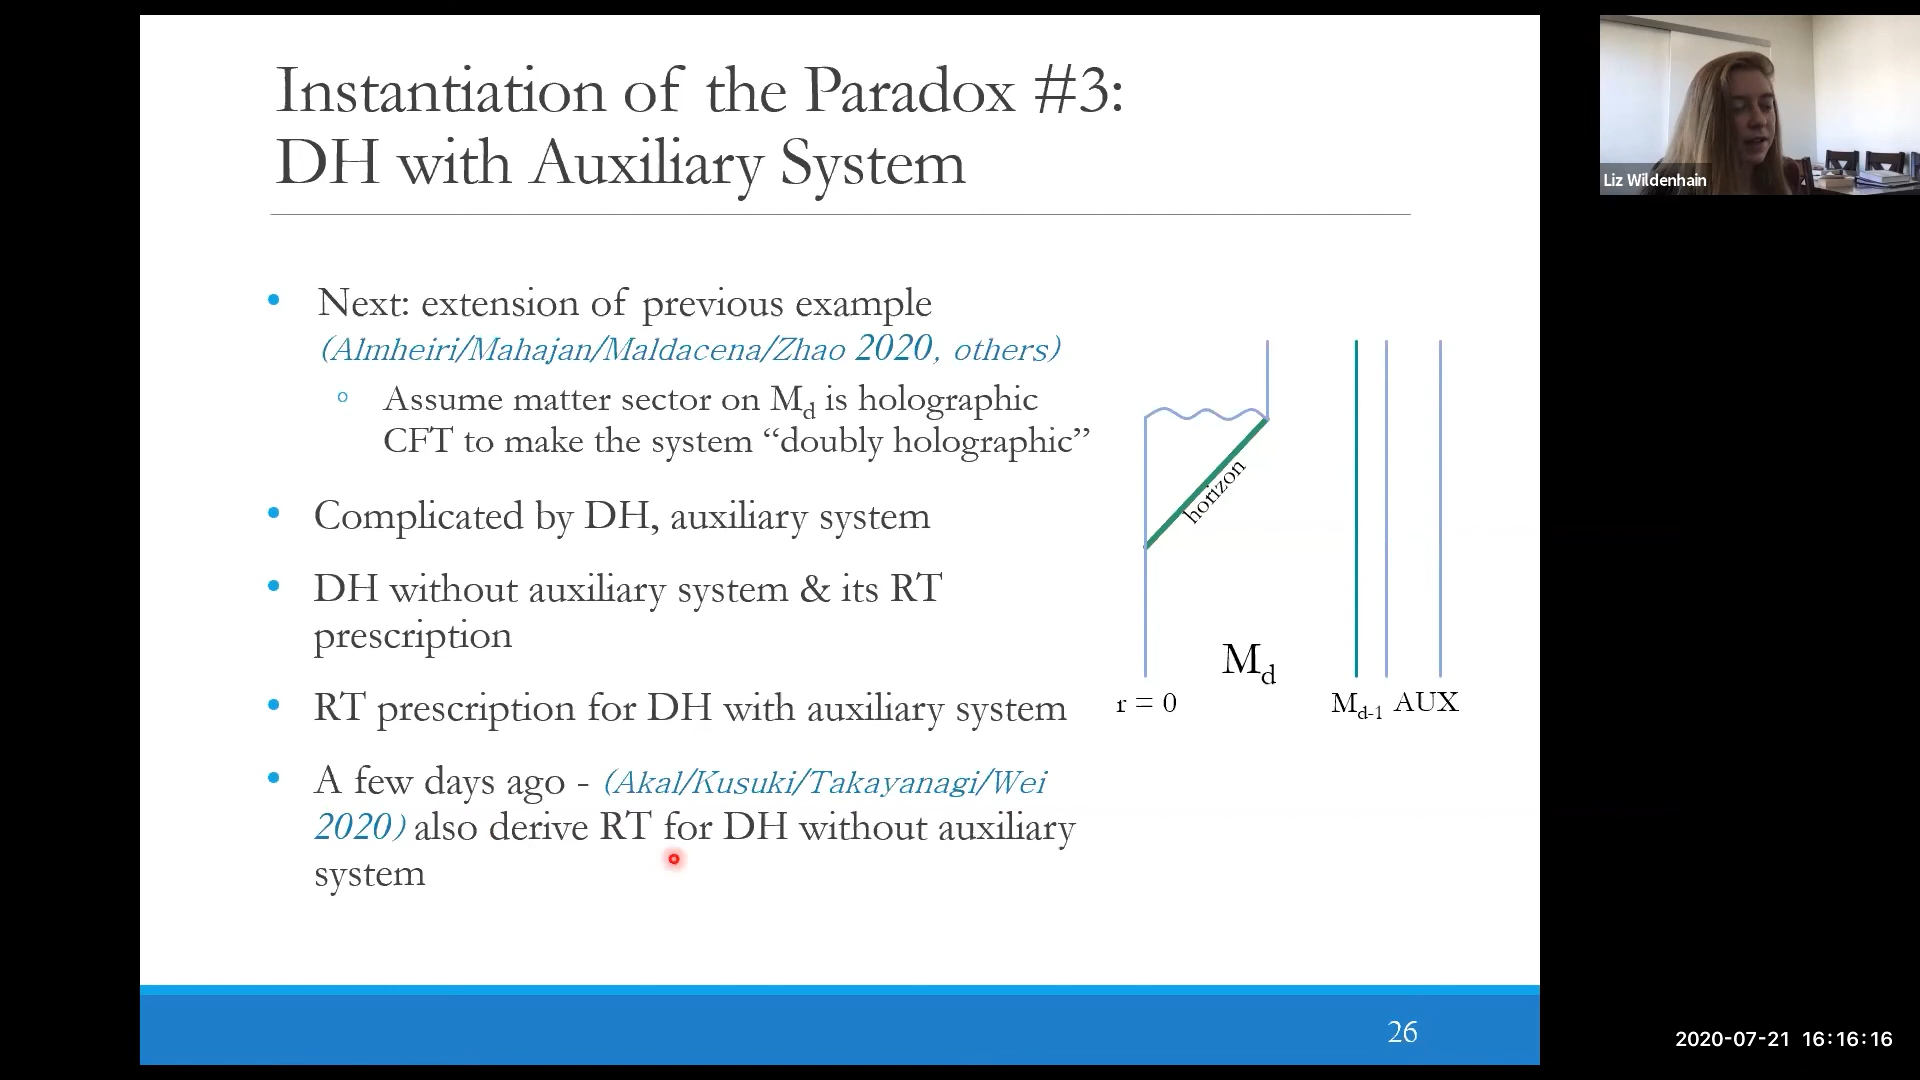 Instantiation of the Paradox #3:
DH with Auxiliary System
• Next: extension of previous example
(Almheiri/Mahajan/Maldacena/Zhao 2020, others)
◦ Assume matter sector on M_d is holographic
CFT to make the system “doubly holographic”
• Complicated by DH, auxiliary system
• DH without auxiliary system & its RT
prescription
• RT prescription for DH with auxiliary system
• A few days ago - (Akal/Kusuki/Takayanagi/Wei
2020) also derive RT for DH without auxiliary
system
horizon
M_d
r = 0
M_d-1 AUX
26
Liz Wildenhain
2020-07-21 16:16:16